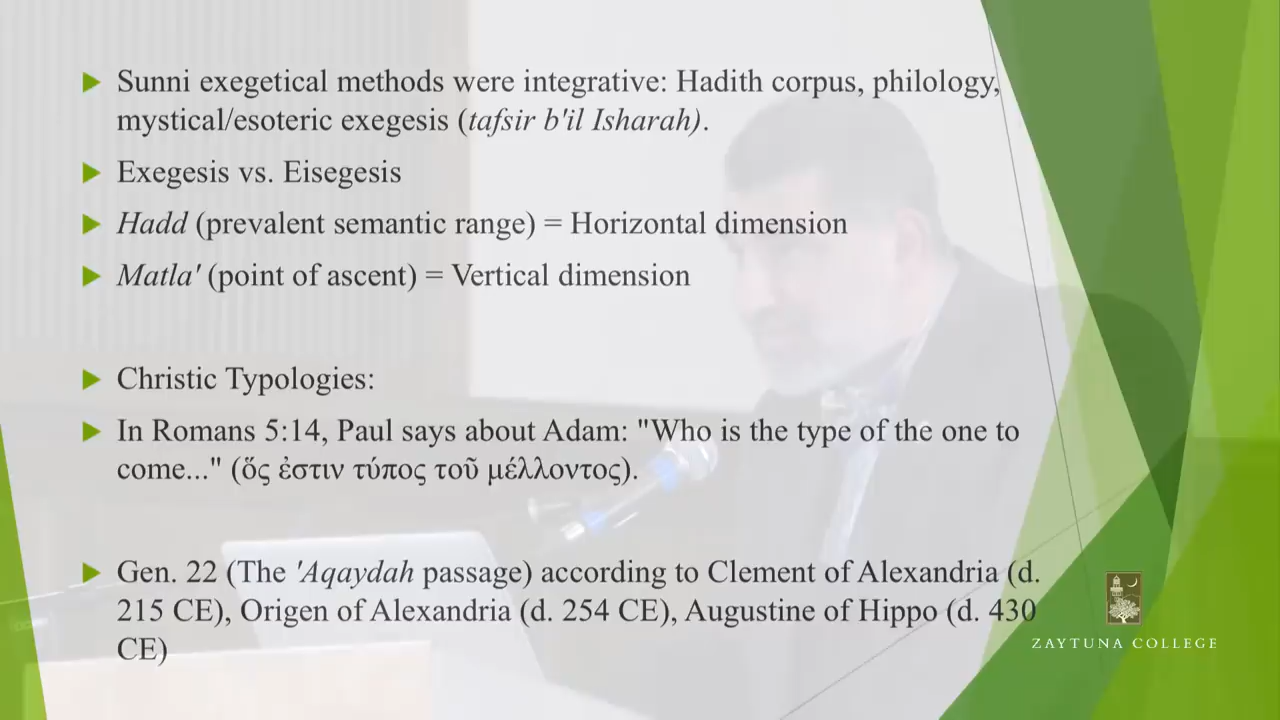 Sunni exegetical methods were integrative: Hadith corpus, philology,
mystical/esoteric exegesis (tafsir b'il Isharah).
Exegesis vs. Eisegesis
Hadd (prevalent semantic range) = Horizontal dimension
Matla' (point of ascent) = Vertical dimension
Christic Typologies:
In Romans 5:14, Paul says about Adam: "Who is the type of the one to
come..." (ὅς ἐστιν τύπος τοῦ μέλλοντος).
Gen. 22 (The 'Aqaydah passage) according to Clement of Alexandria (d.
215 CE), Origen of Alexandria (d. 254 CE), Augustine of Hippo (d. 430
CE)
ZAYTUNA COLLEGE